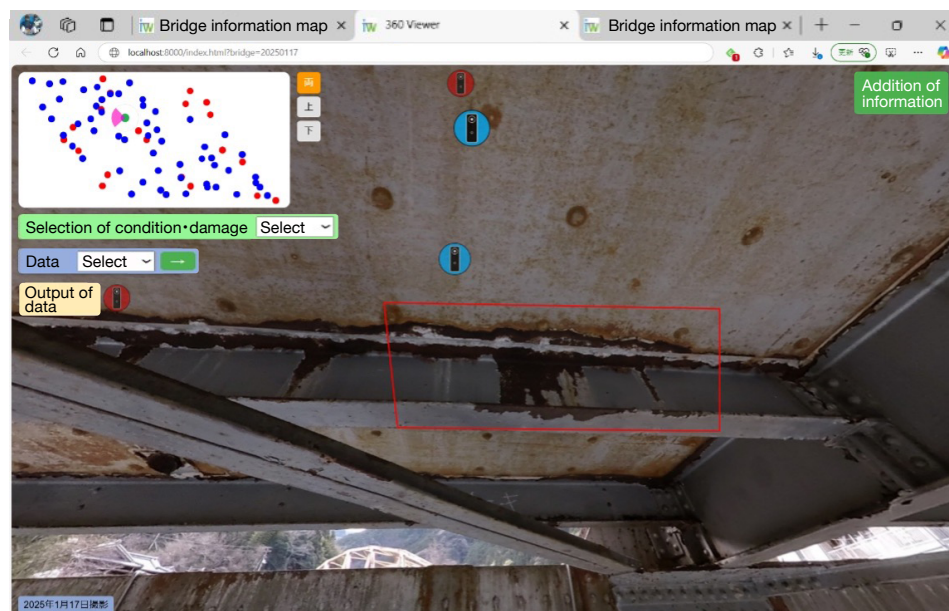 Bridge information map
360 Viewer
Bridge information map
localhost:8000/index.html?bridge=20250117
更新
両
上
下
Addition of
information
Selection of condition•damage Select
Data Select →
Output of
data
2025年1月17日撮影